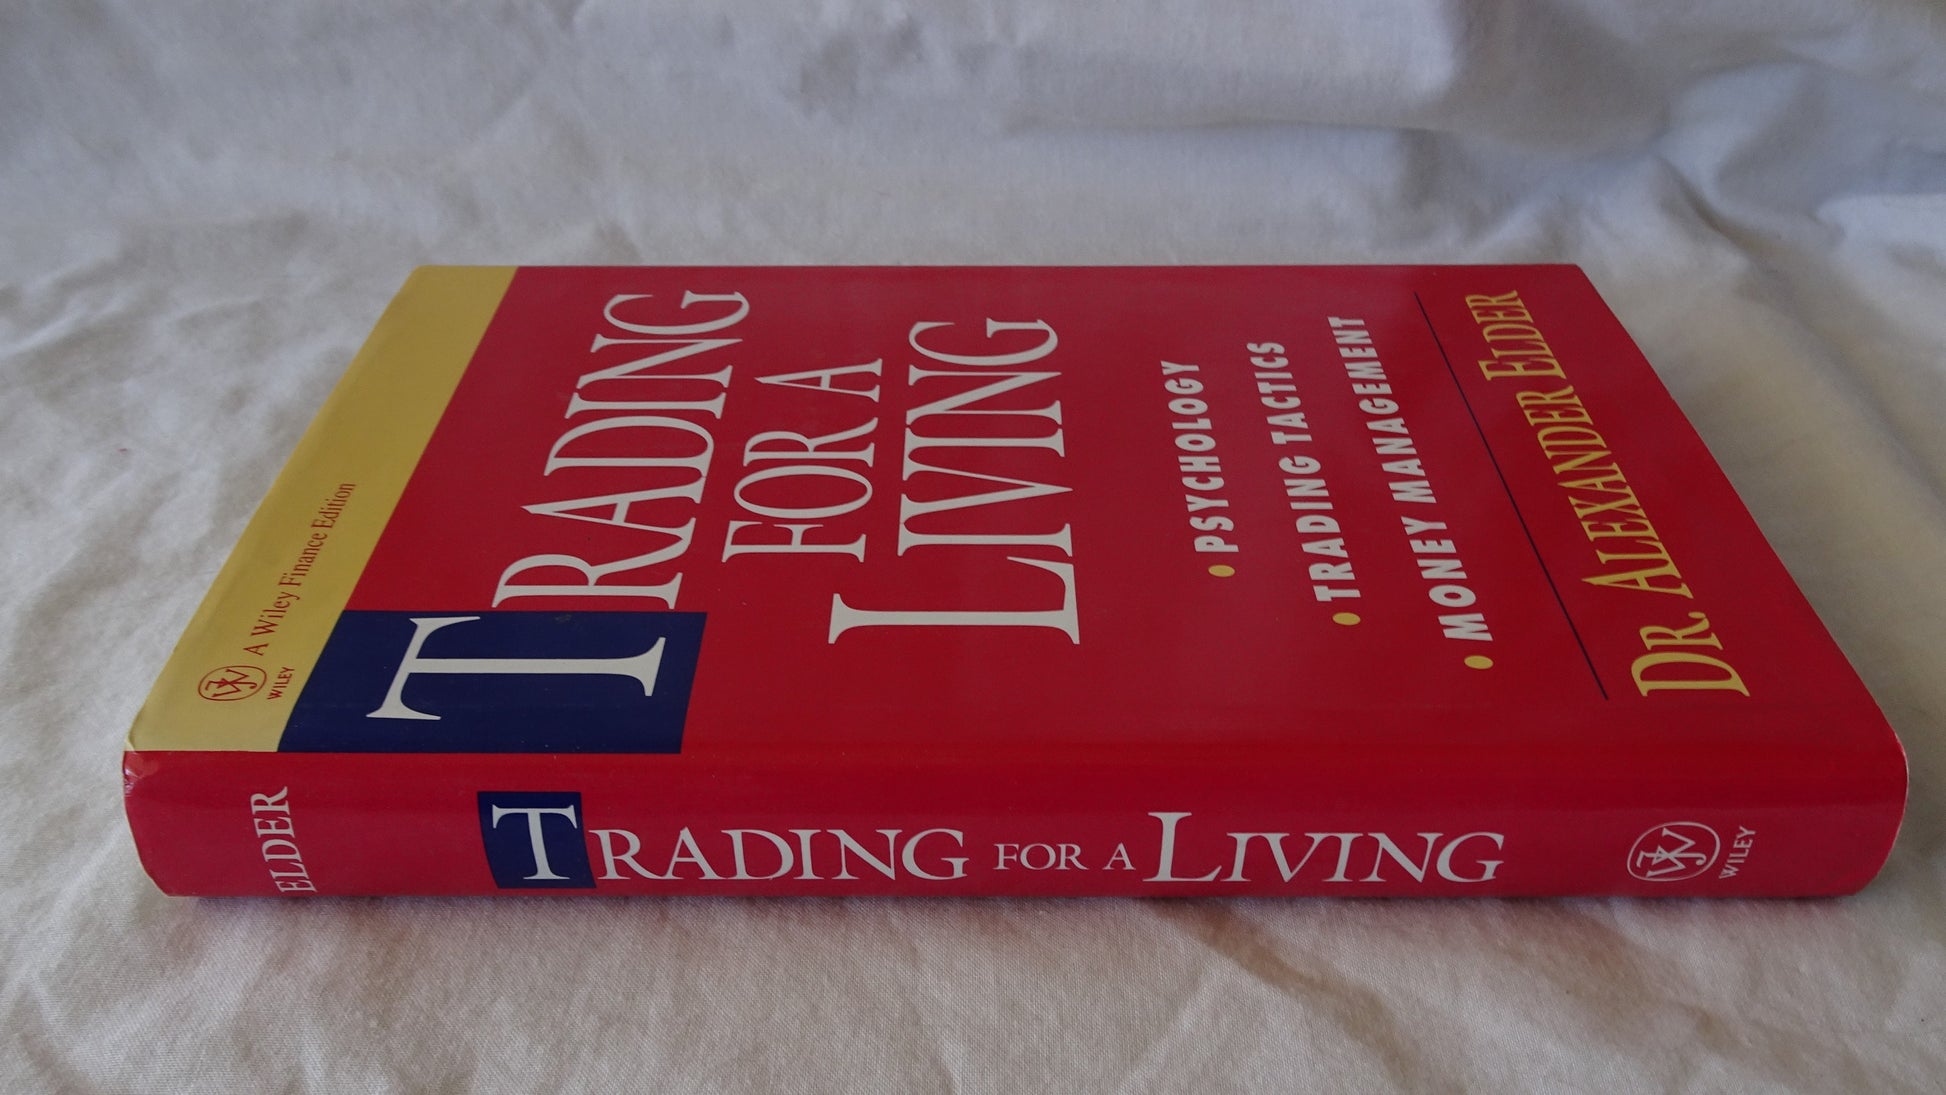 A Wiley Finance Edition
WILEY
TRADING
FOR A
LIVING
• PSYCHOLOGY
• TRADING TACTICS
• MONEY MANAGEMENT
DR. ALEXANDER ELDER
ELDER
TRADING FOR A LIVING
WILEY